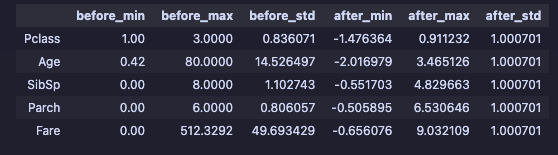 before_min before_max before_std after_min after_max after_std
Pclass 1.00 3.0000 0.836071 -1.476364 0.911232 1.000701
Age 0.42 80.0000 14.526497 -2.016979 3.465126 1.000701
SibSp 0.00 8.0000 1.102743 -0.551703 4.829663 1.000701
Parch 0.00 6.0000 0.806057 -0.505895 6.530646 1.000701
Fare 0.00 512.3292 49.693429 -0.656076 9.032109 1.000701